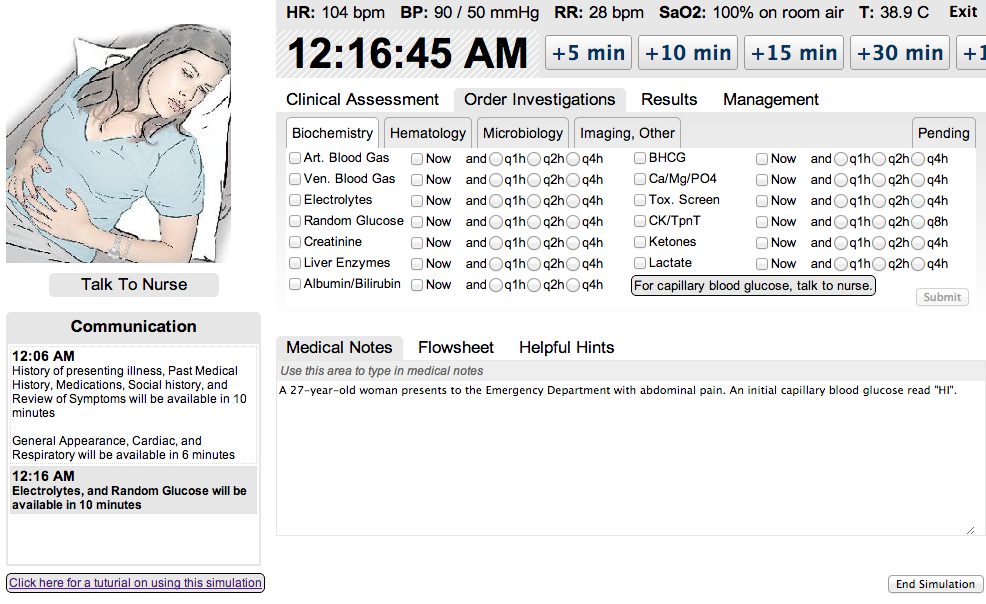 HR: 104 bpm BP: 90 / 50 mmHg RR: 28 bpm SaO2: 100% on room air T: 38.9 C Exit
12:16:45 AM +5 min +10 min +15 min +30 min +1
Clinical Assessment Order Investigations Results Management
Biochemistry Hematology Microbiology Imaging, Other Pending
Art. Blood Gas Now and q1h q2h q4h BHCG Now and q1h q2h q4h
Ven. Blood Gas Now and q1h q2h q4h Ca/Mg/PO4 Now and q1h q2h q4h
Electrolytes Now and q1h q2h q4h Tox. Screen Now and q1h q2h q4h
Random Glucose Now and q1h q2h q4h CK/TpnT Now and q1h q2h q8h
Creatinine Now and q1h q2h q4h Ketones Now and q1h q2h q4h
Liver Enzymes Now and q1h q2h q4h Lactate Now and q1h q2h q4h
Albumin/Bilirubin Now and q1h q2h q4h For capillary blood glucose, talk to nurse.
Submit
Talk To Nurse
Communication
12:06 AM
History of presenting illness, Past Medical
History, Medications, Social history, and
Review of Symptoms will be available in 10
minutes
General Appearance, Cardiac, and
Respiratory will be available in 6 minutes
12:16 AM
Electrolytes, and Random Glucose will be
available in 10 minutes
Click here for a tuturial on using this simulation
Medical Notes Flowsheet Helpful Hints
Use this area to type in medical notes
A 27-year-old woman presents to the Emergency Department with abdominal pain. An initial capillary blood glucose read "HI".
End Simulation